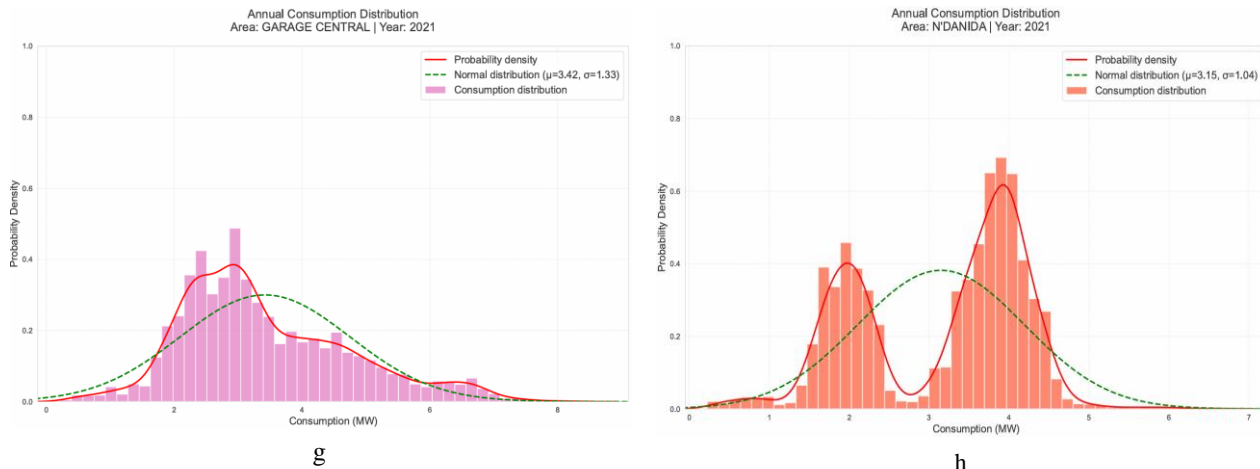 Annual Consumption Distribution
Area: GARAGE CENTRAL | Year: 2021
1.0
0.8
0.6
0.4
0.2
0.0
Probability Density
Probability density
Normal distribution (μ=3.42, σ=1.33)
Consumption distribution
0 2 4 6 8
Consumption (MW)
g
Annual Consumption Distribution
Area: N'DANIDA | Year: 2021
1.0
0.8
0.6
0.4
0.2
0.0
Probability Density
Probability density
Normal distribution (μ=3.15, σ=1.04)
Consumption distribution
0 1 2 3 4 5 6 7
Consumption (MW)
h